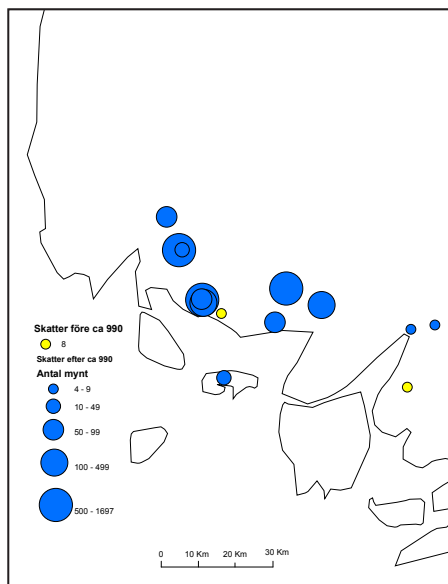 Skatter före ca 990
8
Skatter efter ca 990
Antal mynt
4 - 9
10 - 49
50 - 99
100 - 499
500 - 1697
0 10 Km 20 Km 30 Km